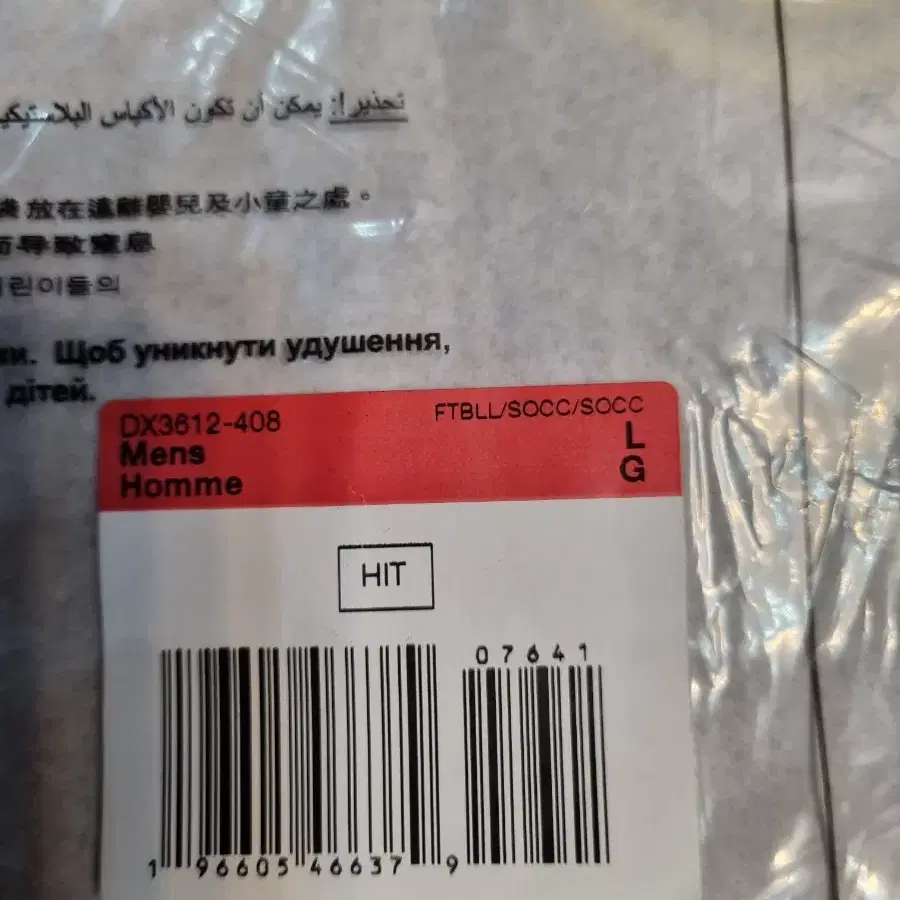 تحذير!: يمكن أن تكون الأكياس البلاستيكية
放在遠離嬰兒及小童之處。
导致窒息
린이들의
ки. Щоб уникнути удушення,
дітей.
DX3612-408
FTBLL/SOCC/SOCC
Mens
L
Homme
G
HIT
07641
1 96605 46637 9